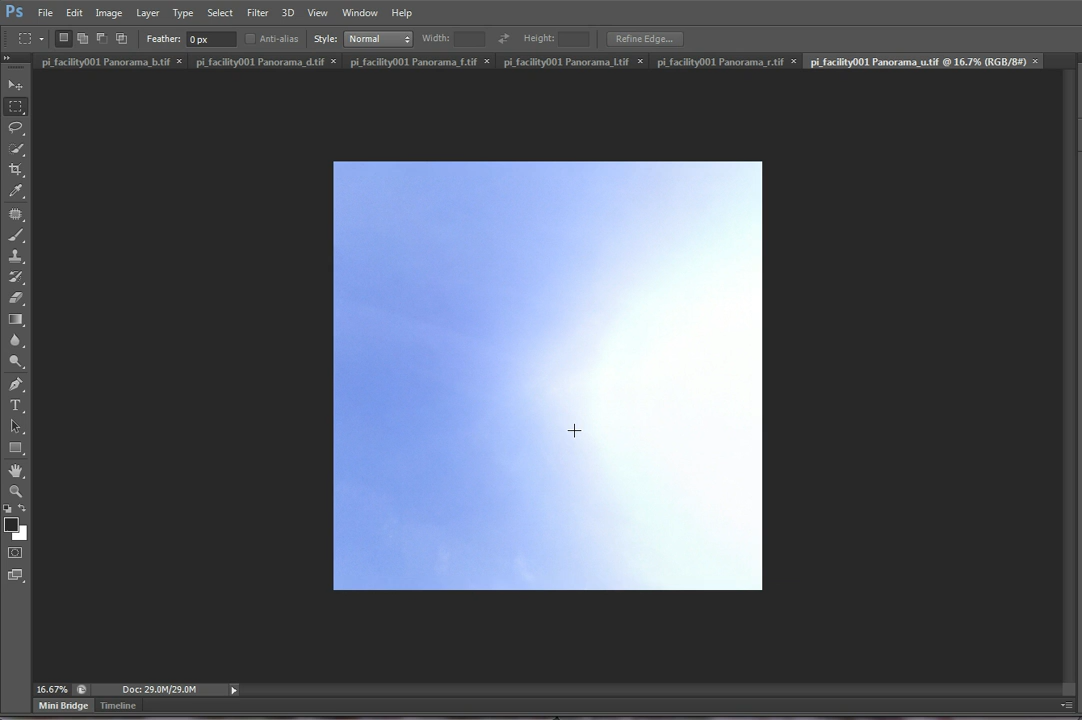 Ps File Edit Image Layer Type Select Filter 3D View Window Help
Feather: 0 px Anti-alias Style: Normal Width: Height: Refine Edge...
pi_facility001 Panorama_b.tif × pi_facility001 Panorama_d.tif × pi_facility001 Panorama_f.tif × pi_facility001 Panorama_l.tif × pi_facility001 Panorama_r.tif × pi_facility001 Panorama_u.tif @ 16.7% (RGB/8#) ×
T
16.67% Doc: 29.0M/29.0M
Mini Bridge Timeline